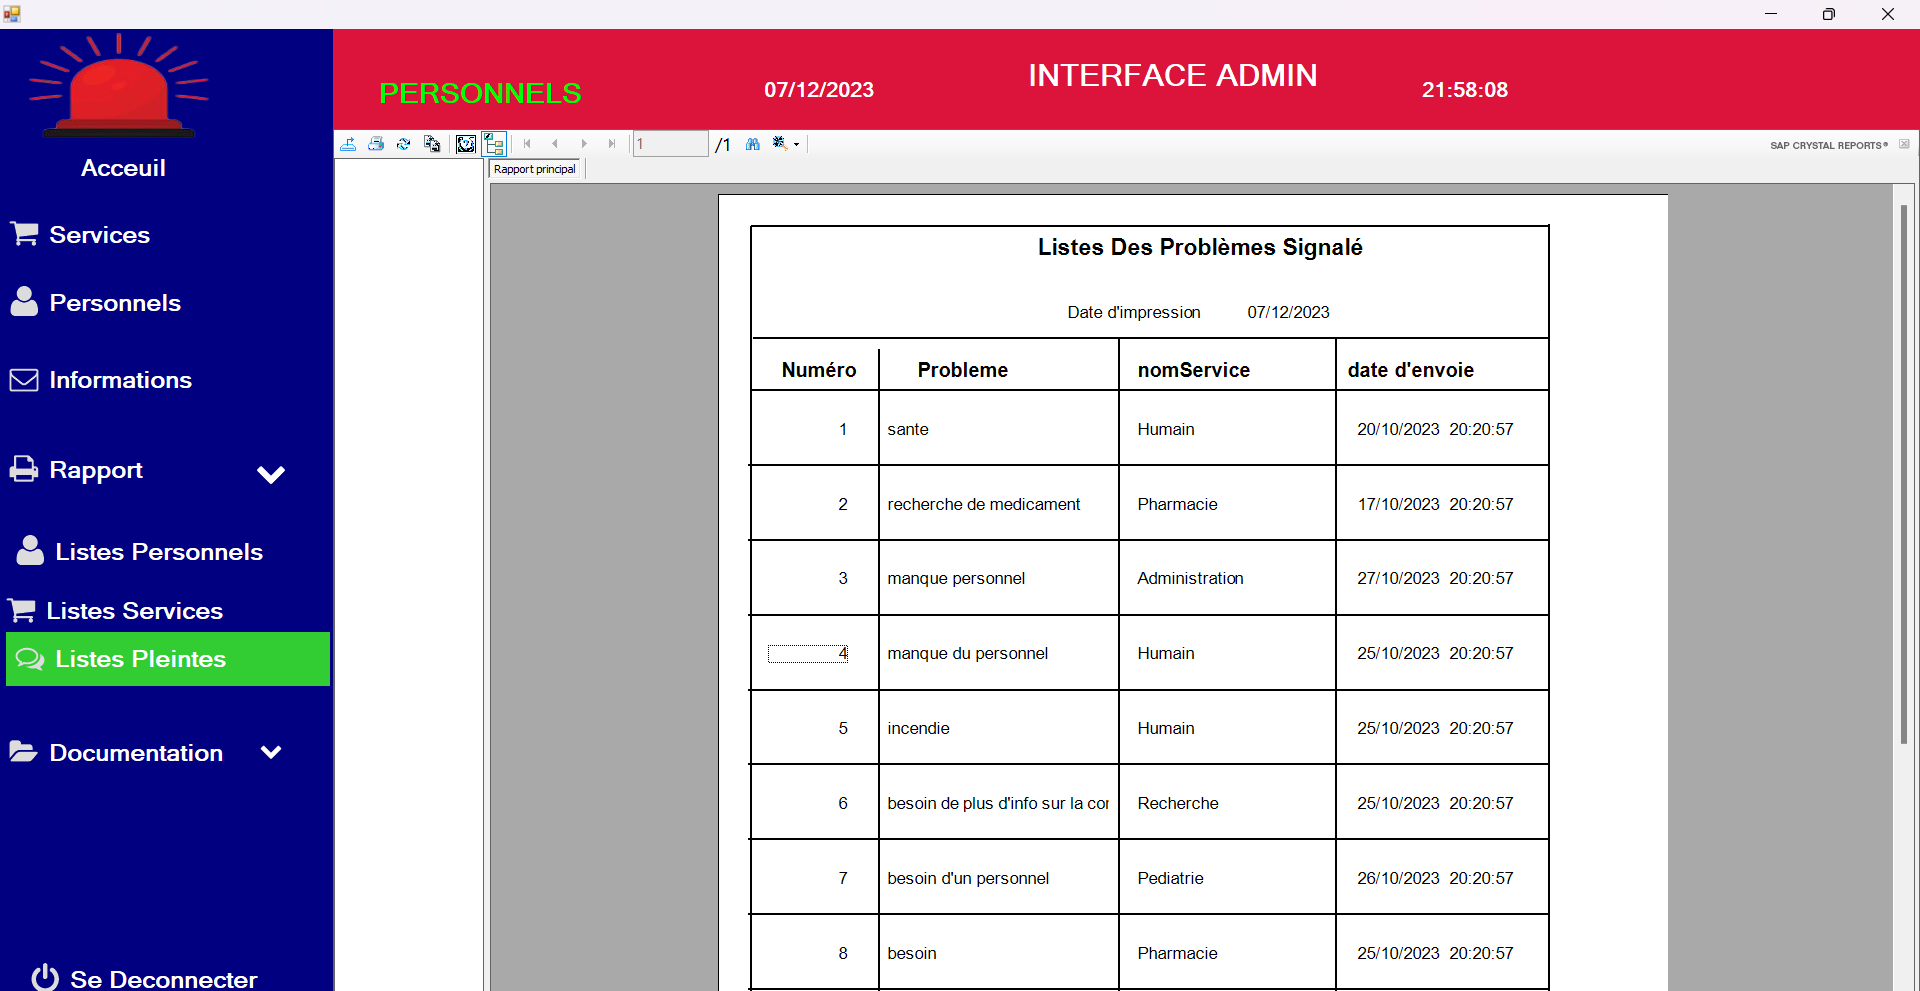 INTERFACE ADMIN
PERSONNELS
07/12/2023
21:58:08
Acceuil
Services
Personnels
Informations
Rapport
Listes Personnels
Listes Services
Listes Pleintes
Documentation
Se Deconnecter
1 /1
SAP CRYSTAL REPORTS®
Rapport principal
Listes Des Problèmes Signalé
Date d'impression 07/12/2023
Numéro Probleme nomService date d'envoie
1 sante Humain 20/10/2023 20:20:57
2 recherche de medicament Pharmacie 17/10/2023 20:20:57
3 manque personnel Administration 27/10/2023 20:20:57
4 manque du personnel Humain 25/10/2023 20:20:57
5 incendie Humain 25/10/2023 20:20:57
6 besoin de plus d'info sur la cor Recherche 25/10/2023 20:20:57
7 besoin d'un personnel Pediatrie 26/10/2023 20:20:57
8 besoin Pharmacie 25/10/2023 20:20:57